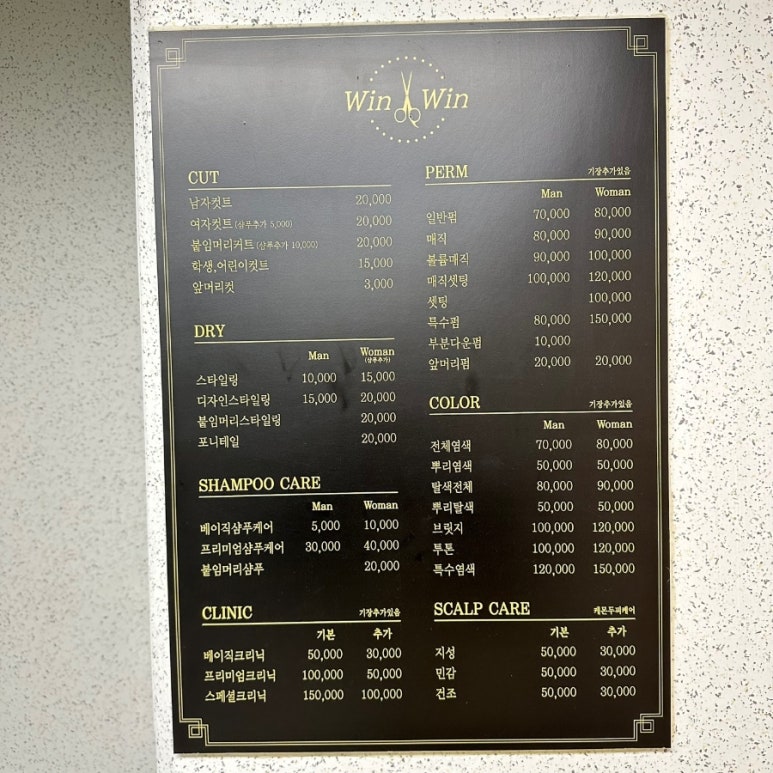 Win Win
CUT
남자컷트 20,000
여자컷트 (샴푸추가 5,000) 20,000
붙임머리커트 (샴푸추가 10,000) 20,000
학생.어린이컷트 15,000
앞머리컷 3,000
DRY
Man Woman
(샴푸추가)
스타일링 10,000 15,000
디자인스타일링 15,000 20,000
붙임머리스타일링 20,000
포니테일 20,000
SHAMPOO CARE
Man Woman
베이직샴푸케어 5,000 10,000
프리미엄샴푸케어 30,000 40,000
붙임머리샴푸 20,000
CLINIC 기장추가있음
기본 추가
베이직크리닉 50,000 30,000
프리미엄크리닉 100,000 50,000
스페셜크리닉 150,000 100,000
PERM 기장추가있음
Man Woman
일반펌 70,000 80,000
매직 80,000 90,000
볼륨매직 90,000 100,000
매직셋팅 100,000 120,000
셋팅 100,000
특수펌 80,000 150,000
부분다운펌 10,000
앞머리펌 20,000 20,000
COLOR 기장추가있음
Man Woman
전체염색 70,000 80,000
뿌리염색 50,000 50,000
탈색전체 80,000 90,000
뿌리탈색 50,000 50,000
브릿지 100,000 120,000
투톤 100,000 120,000
특수염색 120,000 150,000
SCALP CARE 케몬두피케어
기본 추가
지성 50,000 30,000
민감 50,000 30,000
건조 50,000 30,000